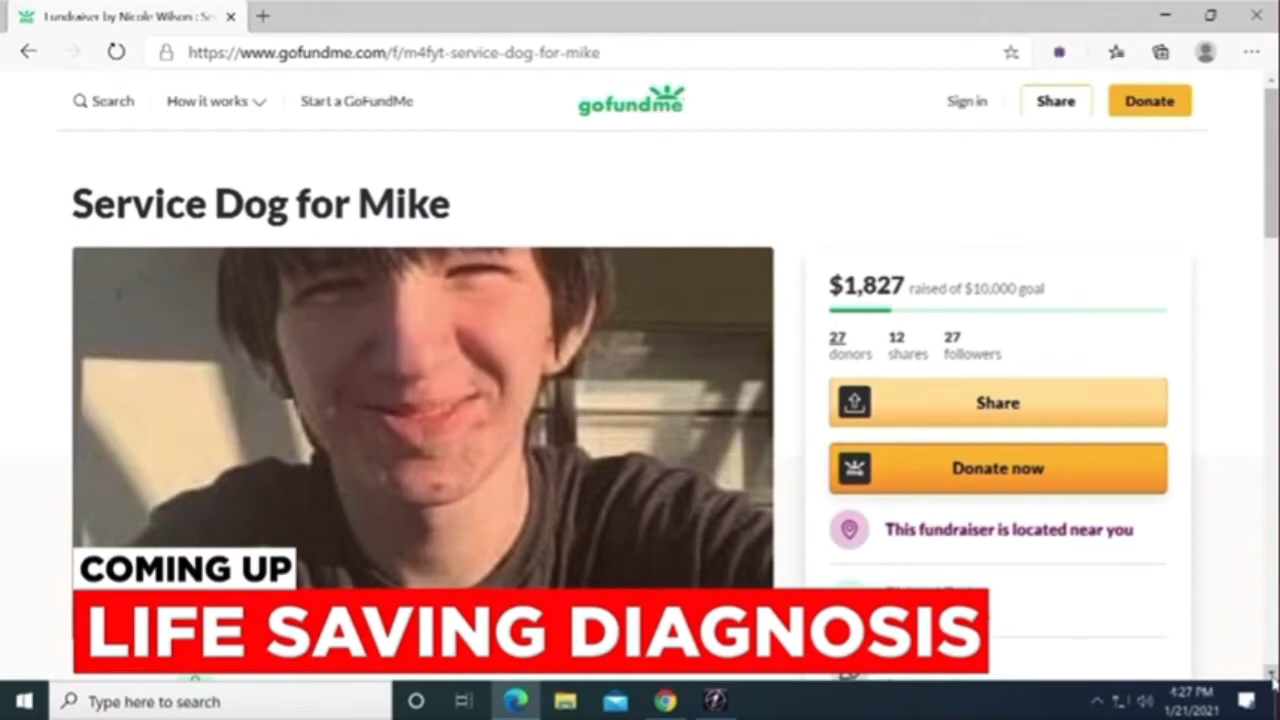 Fundraiser by Nicole Wilson : Se
https://www.gofundme.com/f/m4fyt-service-dog-for-mike
Search
How it works
Start a GoFundMe
gofundme
Sign in
Share
Donate
Service Dog for Mike
$1,827 raised of $10,000 goal
27 12 27
donors shares followers
Share
Donate now
This fundraiser is located near you
COMING UP
LIFE SAVING DIAGNOSIS
Type here to search
4:27 PM
1/21/2021